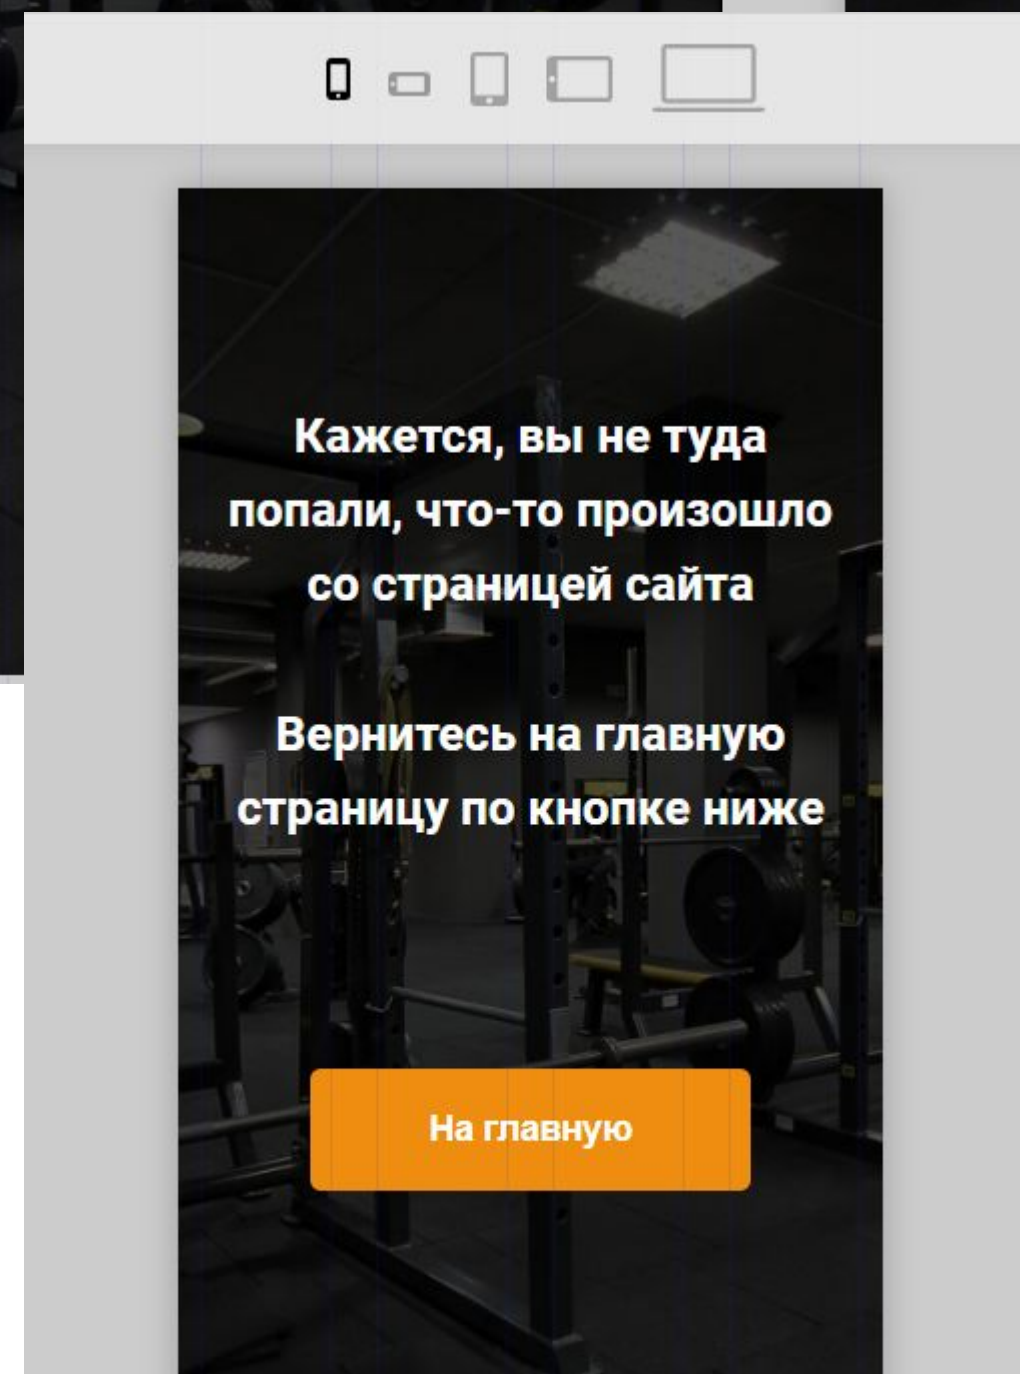 Кажется, вы не туда
попали, что-то произошло
со страницей сайта
Вернитесь на главную
страницу по кнопке ниже
На главную